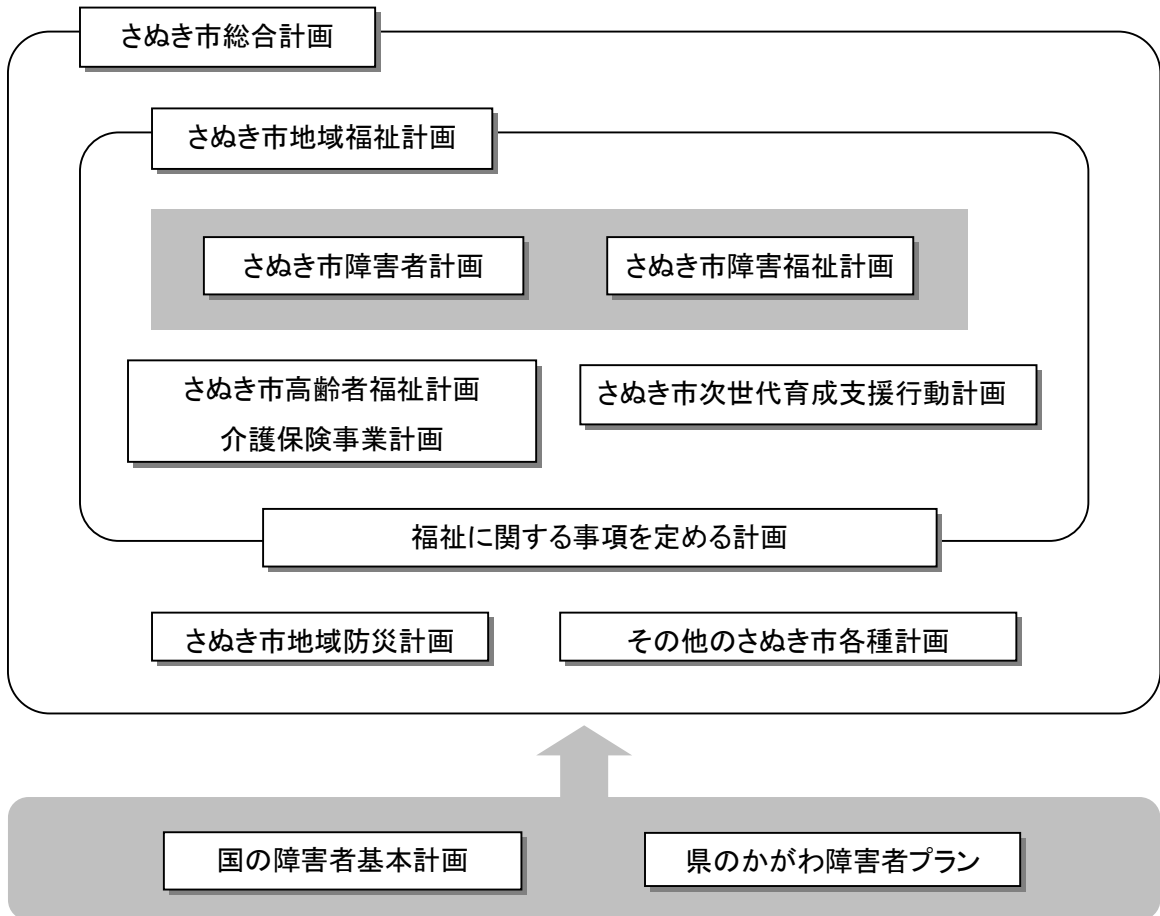 さぬき市総合計画
さぬき市地域福祉計画
さぬき市障害者計画
さぬき市障害福祉計画
さぬき市高齢者福祉計画
介護保険事業計画
さぬき市次世代育成支援行動計画
福祉に関する事項を定める計画
さぬき市地域防災計画
その他のさぬき市各種計画
国の障害者基本計画
県のかがわ障害者プラン